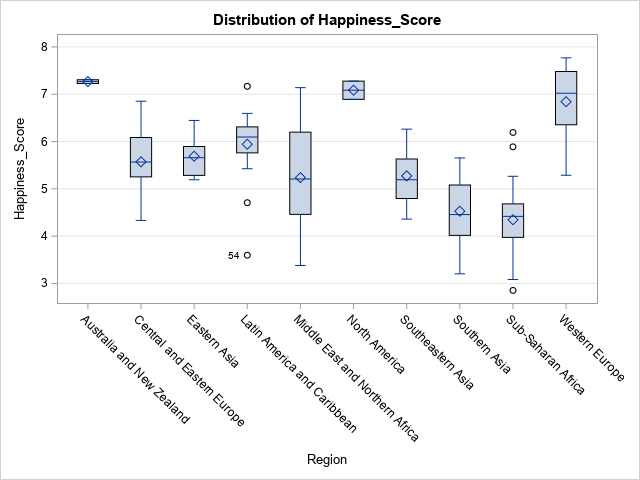 Distribution of Happiness_Score
Happiness_Score
8
7
6
5
4
3
54
Australia and New Zealand
Central and Eastern Europe
Eastern Asia
Latin America and Caribbean
Middle East and Northern Africa
North America
Southeastern Asia
Southern Asia
Sub-Saharan Africa
Western Europe
Region